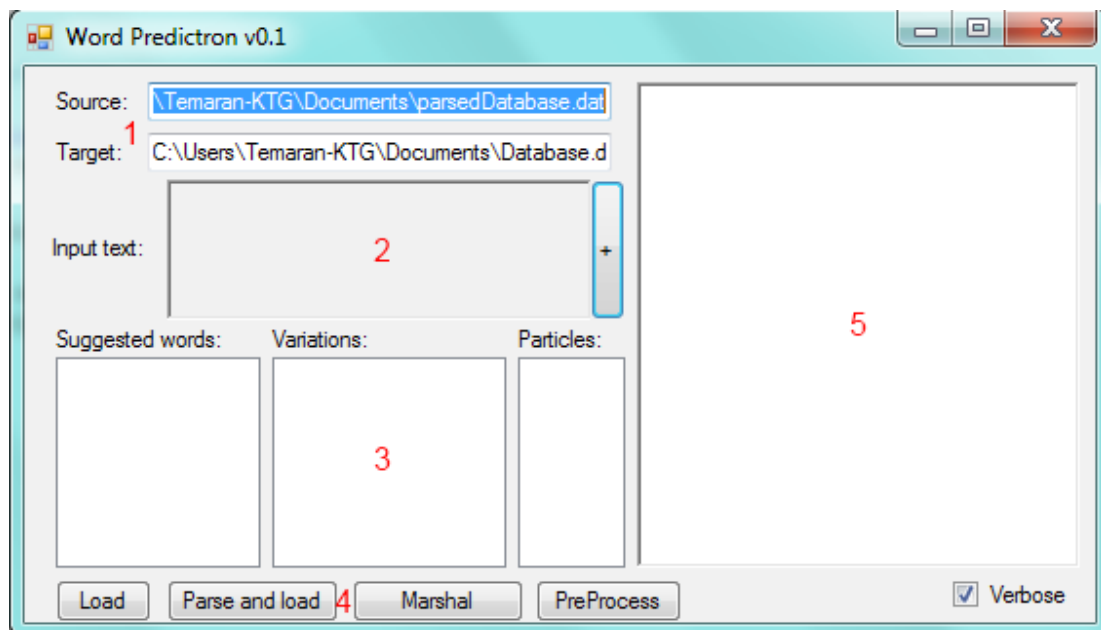 Word Predictron v0.1
Source: \Temaran-KTG\Documents\parsedDatabase.dat
1
Target: C:\Users\Temaran-KTG\Documents\Database.d
Input text: 2 +
5
Suggested words: Variations: Particles:
3
Load Parse and load 4 Marshal PreProcess Verbose